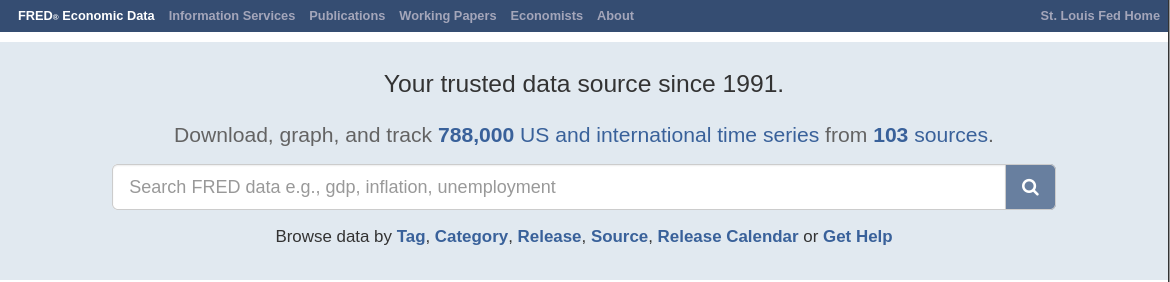 FRED® Economic Data Information Services Publications Working Papers Economists About St. Louis Fed Home
Your trusted data source since 1991.
Download, graph, and track 788,000 US and international time series from 103 sources.
Search FRED data e.g., gdp, inflation, unemployment
Browse data by Tag, Category, Release, Source, Release Calendar or Get Help